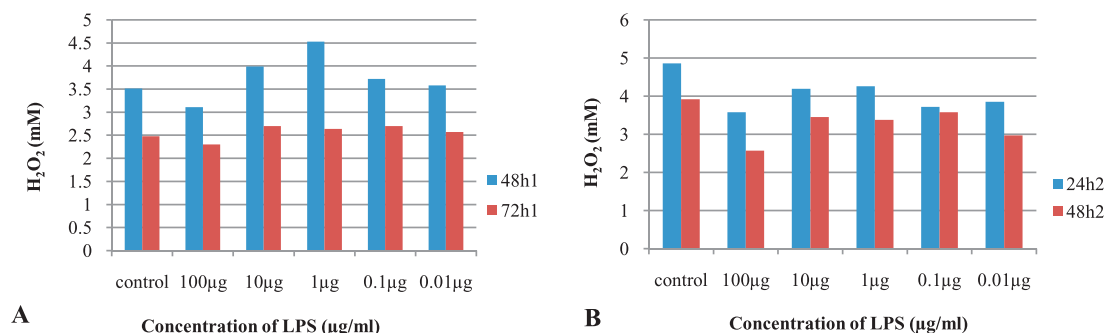 5
4.5
4
3.5
3
2.5
2
1.5
1
0.5
0
H₂O₂ (mM)
control 100µg 10µg 1µg 0.1µg 0.01µg
48h1
72h1
A
Concentration of LPS (µg/ml)
6
5
4
3
2
1
0
H₂O₂ (mM)
control 100µg 10µg 1µg 0.1µg 0.01µg
24h2
48h2
B
Concentration of LPS (µg/ml)